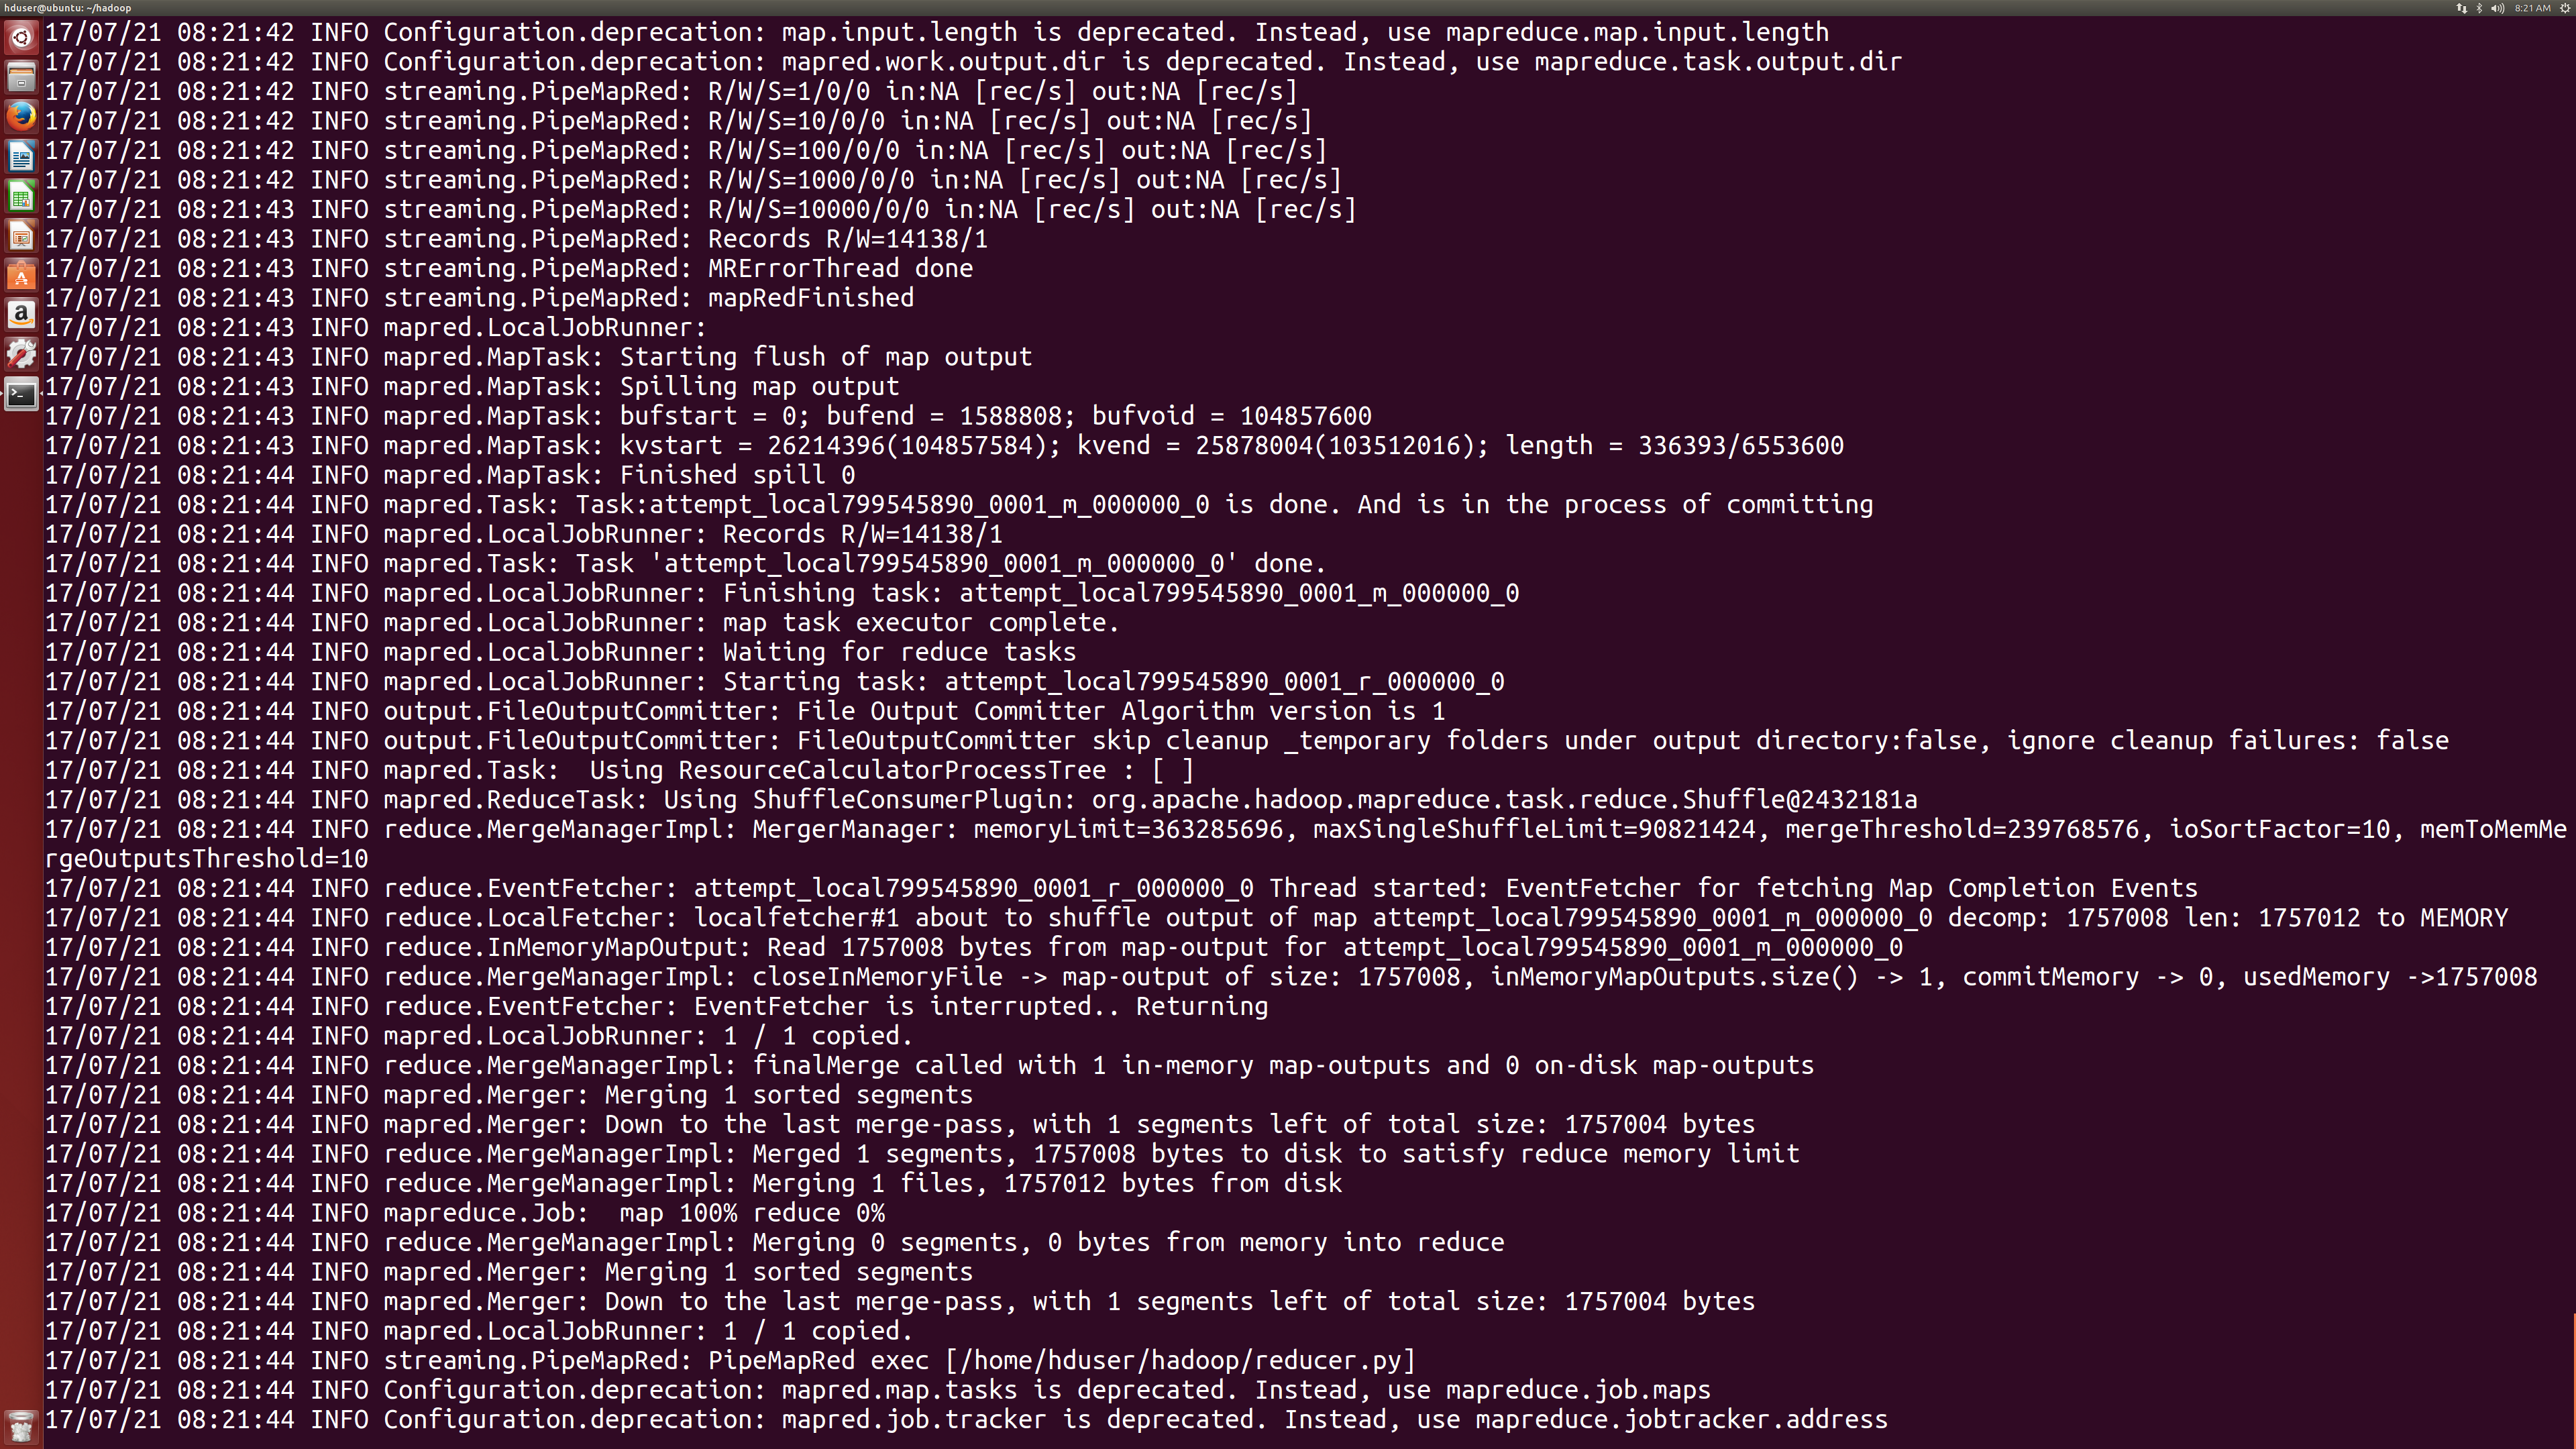 hduser@ubuntu: ~/hadoop
8:21 AM
17/07/21 08:21:42 INFO Configuration.deprecation: map.input.length is deprecated. Instead, use mapreduce.map.input.length
17/07/21 08:21:42 INFO Configuration.deprecation: mapred.work.output.dir is deprecated. Instead, use mapreduce.task.output.dir
17/07/21 08:21:42 INFO streaming.PipeMapRed: R/W/S=1/0/0 in:NA [rec/s] out:NA [rec/s]
17/07/21 08:21:42 INFO streaming.PipeMapRed: R/W/S=10/0/0 in:NA [rec/s] out:NA [rec/s]
17/07/21 08:21:42 INFO streaming.PipeMapRed: R/W/S=100/0/0 in:NA [rec/s] out:NA [rec/s]
17/07/21 08:21:42 INFO streaming.PipeMapRed: R/W/S=1000/0/0 in:NA [rec/s] out:NA [rec/s]
17/07/21 08:21:43 INFO streaming.PipeMapRed: R/W/S=10000/0/0 in:NA [rec/s] out:NA [rec/s]
17/07/21 08:21:43 INFO streaming.PipeMapRed: Records R/W=14138/1
17/07/21 08:21:43 INFO streaming.PipeMapRed: MRErrorThread done
17/07/21 08:21:43 INFO streaming.PipeMapRed: mapRedFinished
17/07/21 08:21:43 INFO mapred.LocalJobRunner:
17/07/21 08:21:43 INFO mapred.MapTask: Starting flush of map output
17/07/21 08:21:43 INFO mapred.MapTask: Spilling map output
17/07/21 08:21:43 INFO mapred.MapTask: bufstart = 0; bufend = 1588808; bufvoid = 104857600
17/07/21 08:21:43 INFO mapred.MapTask: kvstart = 26214396(104857584); kvend = 25878004(103512016); length = 336393/6553600
17/07/21 08:21:44 INFO mapred.MapTask: Finished spill 0
17/07/21 08:21:44 INFO mapred.Task: Task:attempt_local799545890_0001_m_000000_0 is done. And is in the process of committing
17/07/21 08:21:44 INFO mapred.LocalJobRunner: Records R/W=14138/1
17/07/21 08:21:44 INFO mapred.Task: Task 'attempt_local799545890_0001_m_000000_0' done.
17/07/21 08:21:44 INFO mapred.LocalJobRunner: Finishing task: attempt_local799545890_0001_m_000000_0
17/07/21 08:21:44 INFO mapred.LocalJobRunner: map task executor complete.
17/07/21 08:21:44 INFO mapred.LocalJobRunner: Waiting for reduce tasks
17/07/21 08:21:44 INFO mapred.LocalJobRunner: Starting task: attempt_local799545890_0001_r_000000_0
17/07/21 08:21:44 INFO output.FileOutputCommitter: File Output Committer Algorithm version is 1
17/07/21 08:21:44 INFO output.FileOutputCommitter: FileOutputCommitter skip cleanup _temporary folders under output directory:false, ignore cleanup failures: false
17/07/21 08:21:44 INFO mapred.Task:  Using ResourceCalculatorProcessTree : [ ]
17/07/21 08:21:44 INFO mapred.ReduceTask: Using ShuffleConsumerPlugin: org.apache.hadoop.mapreduce.task.reduce.Shuffle@2432181a
17/07/21 08:21:44 INFO reduce.MergeManagerImpl: MergerManager: memoryLimit=363285696, maxSingleShuffleLimit=90821424, mergeThreshold=239768576, ioSortFactor=10, memToMemMe
rgeOutputsThreshold=10
17/07/21 08:21:44 INFO reduce.EventFetcher: attempt_local799545890_0001_r_000000_0 Thread started: EventFetcher for fetching Map Completion Events
17/07/21 08:21:44 INFO reduce.LocalFetcher: localfetcher#1 about to shuffle output of map attempt_local799545890_0001_m_000000_0 decomp: 1757008 len: 1757012 to MEMORY
17/07/21 08:21:44 INFO reduce.InMemoryMapOutput: Read 1757008 bytes from map-output for attempt_local799545890_0001_m_000000_0
17/07/21 08:21:44 INFO reduce.MergeManagerImpl: closeInMemoryFile -> map-output of size: 1757008, inMemoryMapOutputs.size() -> 1, commitMemory -> 0, usedMemory ->1757008
17/07/21 08:21:44 INFO reduce.EventFetcher: EventFetcher is interrupted.. Returning
17/07/21 08:21:44 INFO mapred.LocalJobRunner: 1 / 1 copied.
17/07/21 08:21:44 INFO reduce.MergeManagerImpl: finalMerge called with 1 in-memory map-outputs and 0 on-disk map-outputs
17/07/21 08:21:44 INFO mapred.Merger: Merging 1 sorted segments
17/07/21 08:21:44 INFO mapred.Merger: Down to the last merge-pass, with 1 segments left of total size: 1757004 bytes
17/07/21 08:21:44 INFO reduce.MergeManagerImpl: Merged 1 segments, 1757008 bytes to disk to satisfy reduce memory limit
17/07/21 08:21:44 INFO reduce.MergeManagerImpl: Merging 1 files, 1757012 bytes from disk
17/07/21 08:21:44 INFO mapreduce.Job:  map 100% reduce 0%
17/07/21 08:21:44 INFO reduce.MergeManagerImpl: Merging 0 segments, 0 bytes from memory into reduce
17/07/21 08:21:44 INFO mapred.Merger: Merging 1 sorted segments
17/07/21 08:21:44 INFO mapred.Merger: Down to the last merge-pass, with 1 segments left of total size: 1757004 bytes
17/07/21 08:21:44 INFO mapred.LocalJobRunner: 1 / 1 copied.
17/07/21 08:21:44 INFO streaming.PipeMapRed: PipeMapRed exec [/home/hduser/hadoop/reducer.py]
17/07/21 08:21:44 INFO Configuration.deprecation: mapred.map.tasks is deprecated. Instead, use mapreduce.job.maps
17/07/21 08:21:44 INFO Configuration.deprecation: mapred.job.tracker is deprecated. Instead, use mapreduce.jobtracker.address